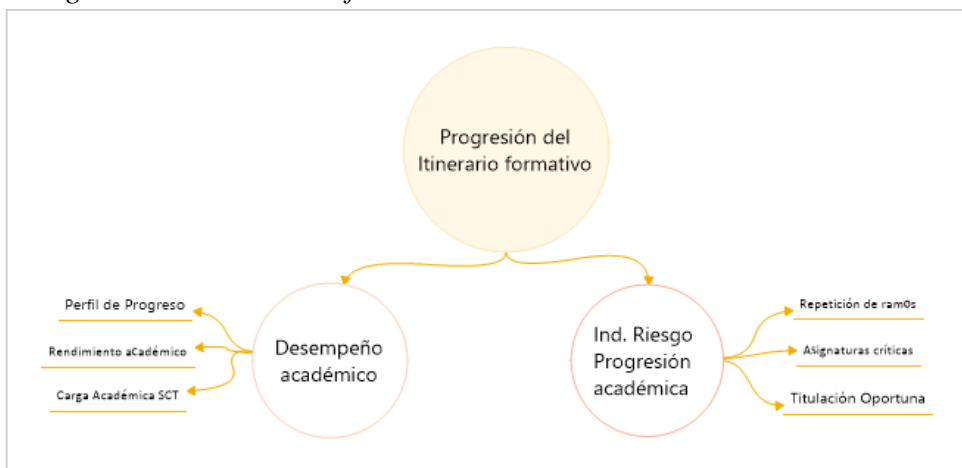 Progresión del
Itinerario formativo
Desempeño
académico
Perfil de Progreso
Rendimiento aCadémico
Carga Académica SCT
Ind. Riesgo
Progresión
académica
Repetición de ram0s
ASignaturas críticas
Titulación Oportuna